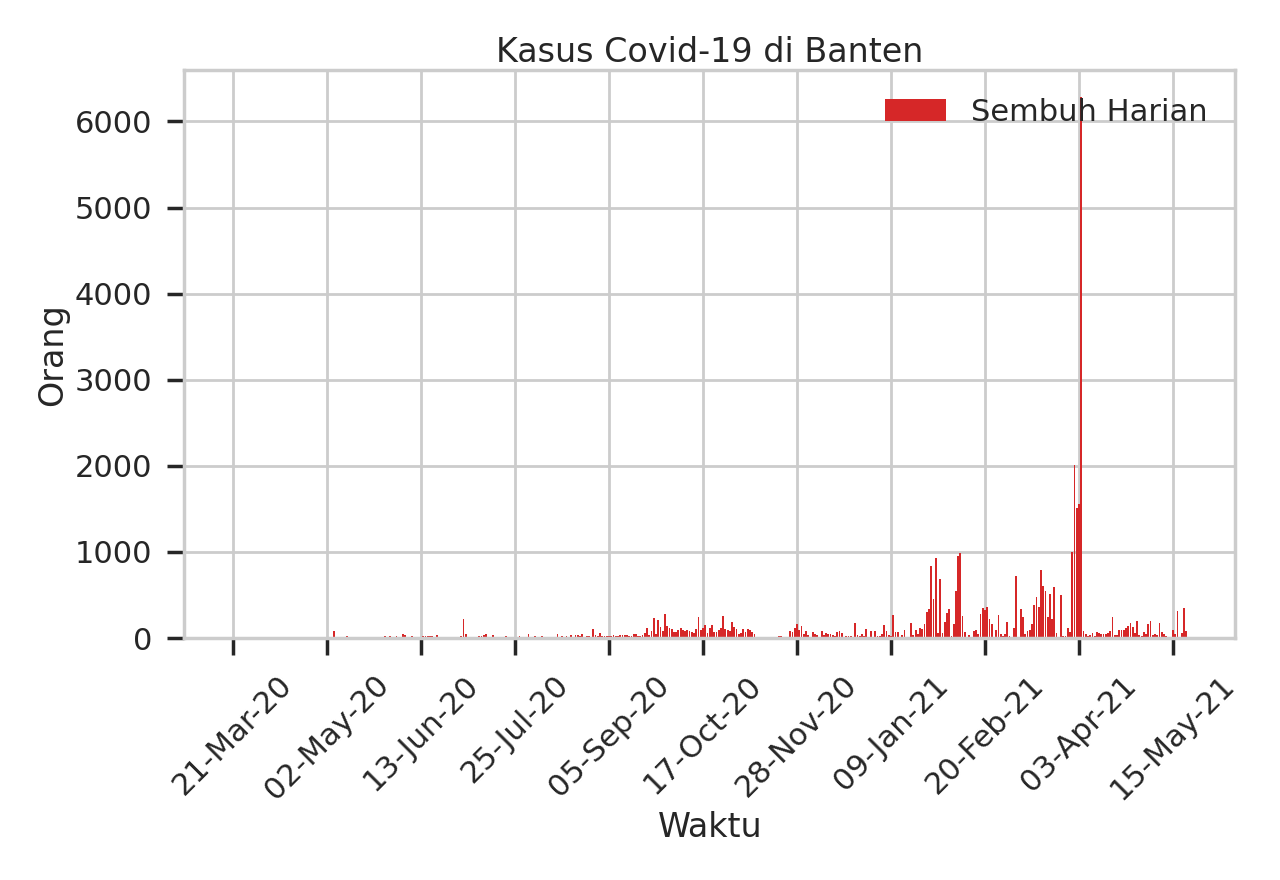 Kasus Covid-19 di Banten
Sembuh Harian
Orang
6000
5000
4000
3000
2000
1000
0
21-Mar-20
02-May-20
13-Jun-20
25-Jul-20
05-Sep-20
17-Oct-20
28-Nov-20
09-Jan-21
20-Feb-21
03-Apr-21
15-May-21
Waktu